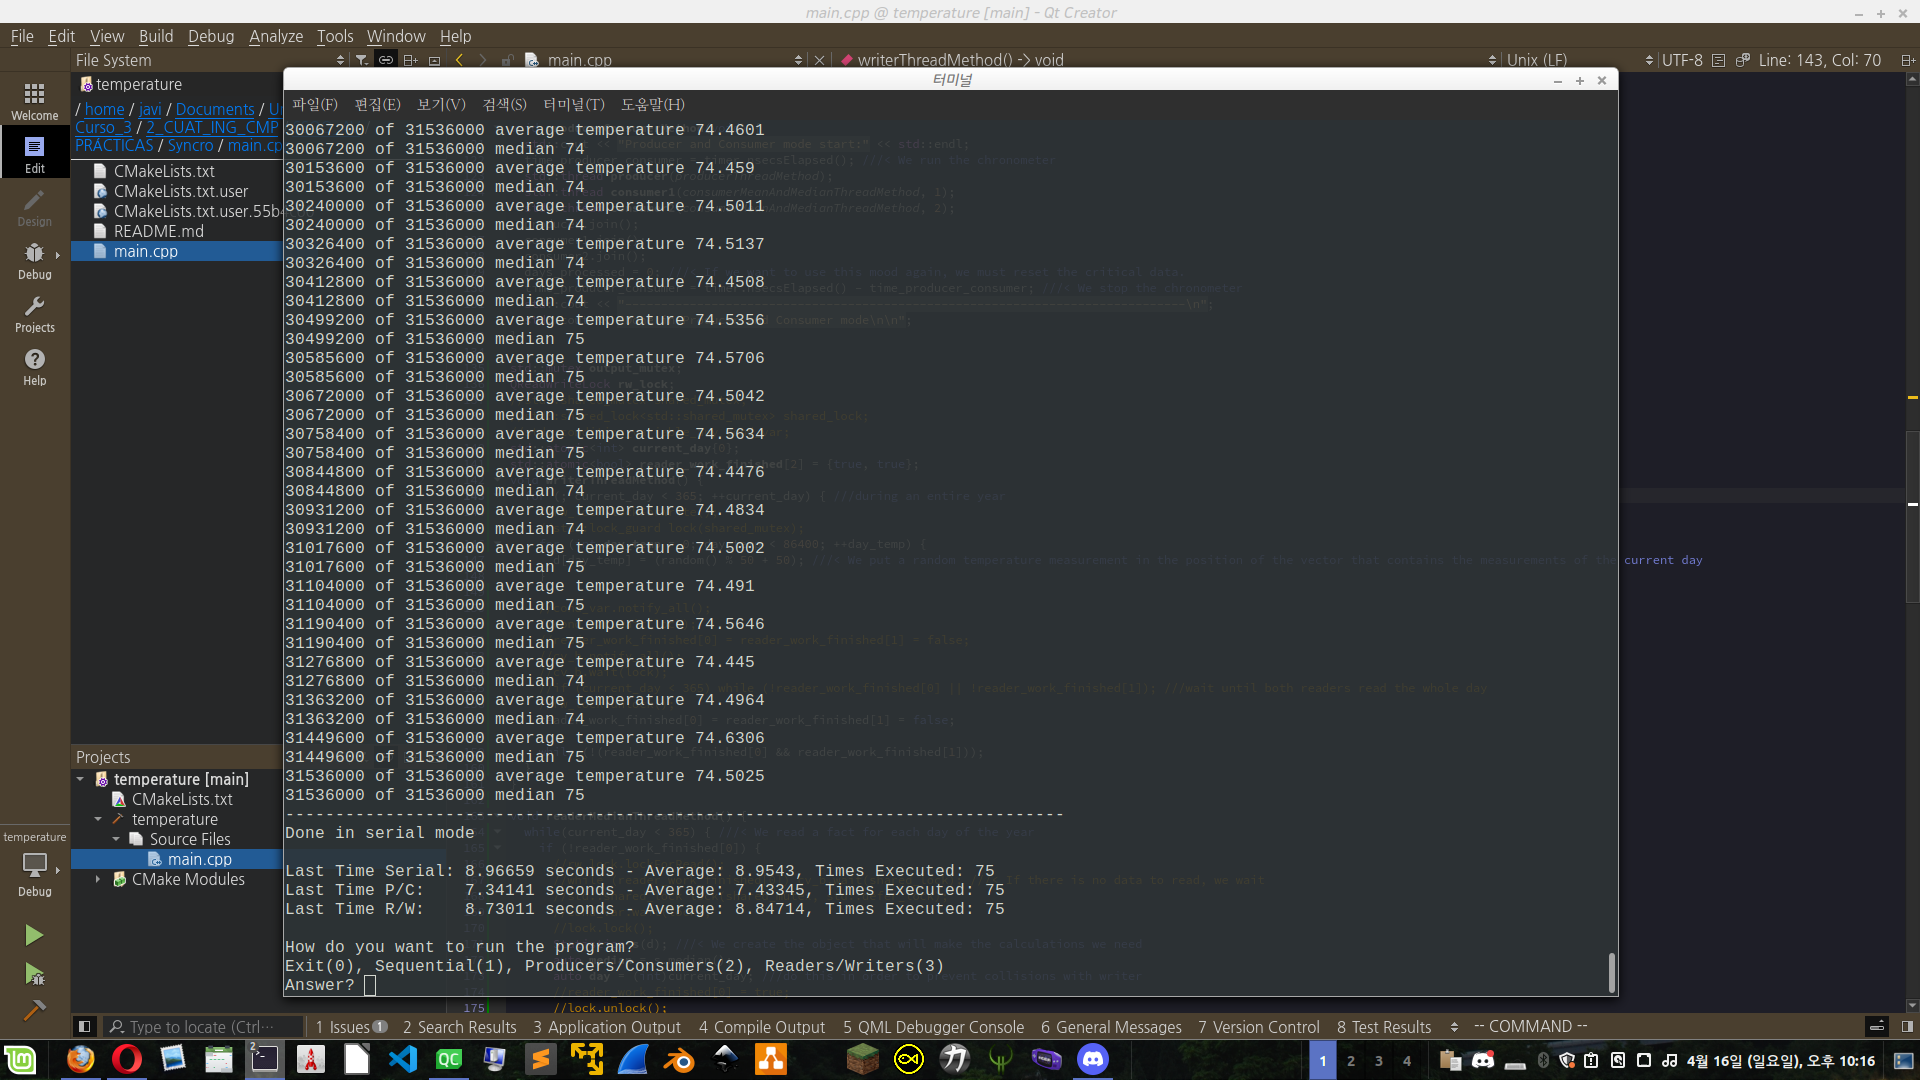 main.cpp @ temperature [main] - Qt Creator
File Edit View Build Debug Analyze Tools Window Help
File System
main.cpp
writerThreadMethod() -> void
Unix (LF)
UTF-8
Line: 143, Col: 70
temperature
/ home / javi / Documents /
Curso_3 / 2_CUAT_ING_CMP
PRÁCTICAS / Syncro / main.cp
CMakeLists.txt
CMakeLists.txt.user
CMakeLists.txt.user.55b4
README.md
main.cpp
Welcome
Edit
Design
Debug
Projects
Help
터미널
파일(F) 편집(E) 보기(V) 검색(S) 터미널(T) 도움말(H)
30067200 of 31536000 average temperature 74.4601
30067200 of 31536000 median 74
30153600 of 31536000 average temperature 74.459
30153600 of 31536000 median 74
30240000 of 31536000 average temperature 74.5011
30240000 of 31536000 median 74
30326400 of 31536000 average temperature 74.5137
30326400 of 31536000 median 74
30412800 of 31536000 average temperature 74.4508
30412800 of 31536000 median 74
30499200 of 31536000 average temperature 74.5356
30499200 of 31536000 median 75
30585600 of 31536000 average temperature 74.5706
30585600 of 31536000 median 75
30672000 of 31536000 average temperature 74.5042
30672000 of 31536000 median 75
30758400 of 31536000 average temperature 74.5634
30758400 of 31536000 median 75
30844800 of 31536000 average temperature 74.4476
30844800 of 31536000 median 74
30931200 of 31536000 average temperature 74.4834
30931200 of 31536000 median 74
31017600 of 31536000 average temperature 74.5002
31017600 of 31536000 median 75
31104000 of 31536000 average temperature 74.491
31104000 of 31536000 median 75
31190400 of 31536000 average temperature 74.5646
31190400 of 31536000 median 75
31276800 of 31536000 average temperature 74.445
31276800 of 31536000 median 74
31363200 of 31536000 average temperature 74.4964
31363200 of 31536000 median 74
31449600 of 31536000 average temperature 74.6306
31449600 of 31536000 median 75
31536000 of 31536000 average temperature 74.5025
31536000 of 31536000 median 75
------------------------------------------------------------------------------
Done in serial mode
Last Time Serial: 8.96659 seconds - Average: 8.9543, Times Executed: 75
Last Time P/C: 7.34141 seconds - Average: 7.43345, Times Executed: 75
Last Time R/W: 8.73011 seconds - Average: 8.84714, Times Executed: 75
How do you want to run the program?
Exit(0), Sequential(1), Producers/Consumers(2), Readers/Writers(3)
Answer?
current day
175 //lock.unlock();
Projects
temperature [main]
CMakeLists.txt
temperature
Source Files
main.cpp
CMake Modules
temperature
Debug
Type to locate (Ctrl-…
1 Issues 1
2 Search Results
3 Application Output
4 Compile Output
5 QML Debugger Console
6 General Messages
7 Version Control
8 Test Results
-- COMMAND --
2
QC
1 2 3 4
4월 16일 (일요일), 오후 10:16